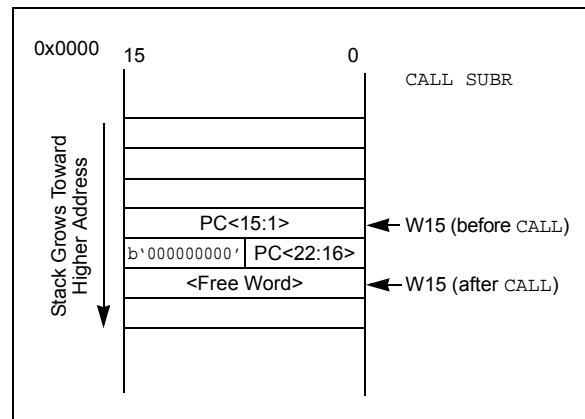 0x0000 15 0
CALL SUBR
Stack Grows Toward
Higher Address
PC<15:1>
W15 (before CALL)
b‘000000000’ PC<22:16>
<Free Word>
W15 (after CALL)